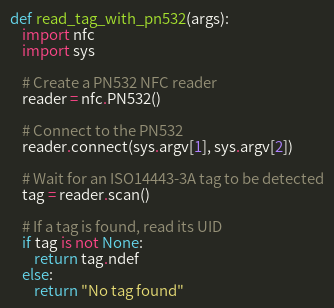 def read_tag_with_pn532(args):
    import nfc
    import sys

    # Create a PN532 NFC reader
    reader = nfc.PN532()

    # Connect to the PN532
    reader.connect(sys.argv[1], sys.argv[2])

    # Wait for an ISO14443-3A tag to be detected
    tag = reader.scan()

    # If a tag is found, read its UID
    if tag is not None:
        return tag.ndef
    else:
        return "No tag found"